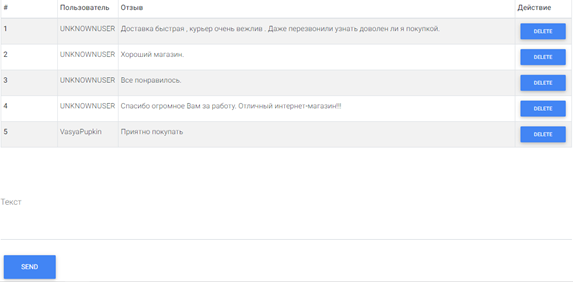 # Пользователь Отзыв Действие
1 UNKNOWNUSER Доставка быстрая , курьер очень вежлив . Даже перезвонили узнать доволен ли я покупкой. DELETE
2 UNKNOWNUSER Хороший магазин. DELETE
3 UNKNOWNUSER Все понравилось. DELETE
4 UNKNOWNUSER Спасибо огромное Вам за работу. Отличный интернет-магазин!!! DELETE
5 VasyaPupkin Приятно покупать DELETE
Текст
SEND